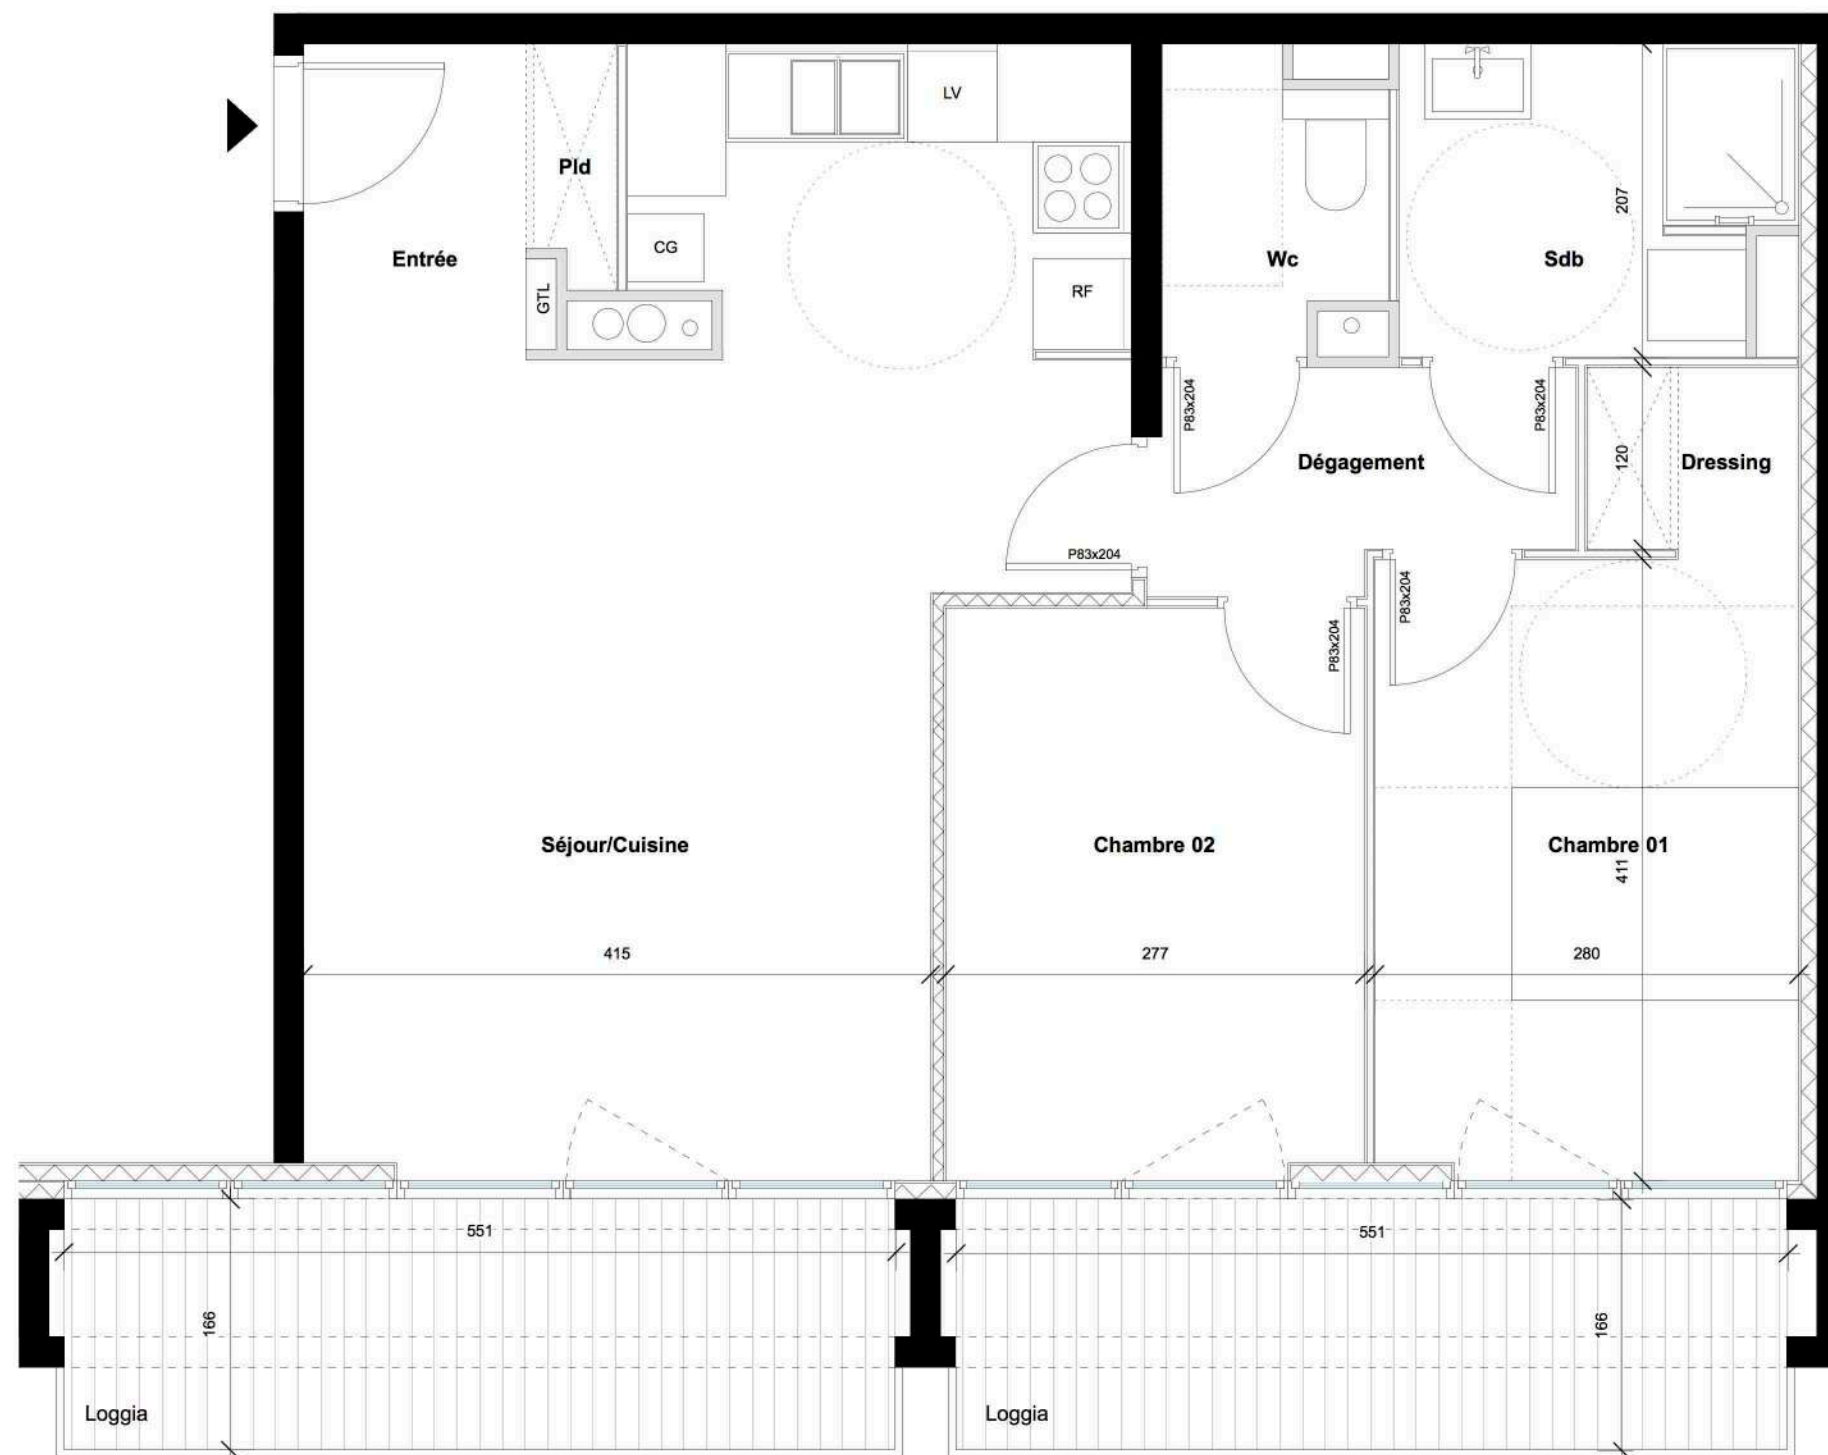 LV
Pld
207
Entrée
CG
GTL
RF
Wc
Sdb
P83x204
P83x204
Dégagement
120
Dressing
P83x204
P83x204
P83x204
Séjour/Cuisine
Chambre 02
Chambre 01
411
415
277
280
551
551
166
166
Loggia
Loggia